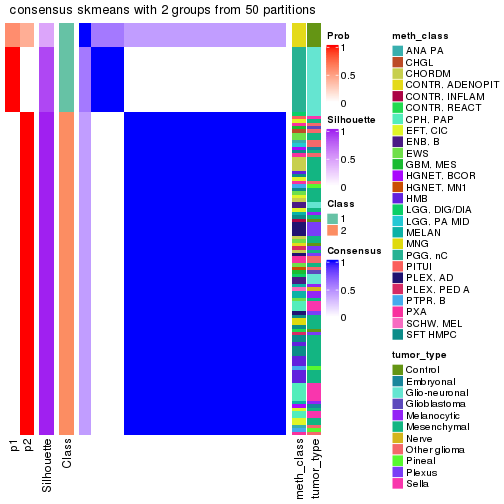 consensus skmeans with 2 groups from 50 partitions
Prob
1
0.5
0
Silhouette
1
0.5
0
Class
1
2
Consensus
1
0.5
0
meth_class
ANA PA
CHGL
CHORDM
CONTR. ADENOPIT
CONTR. INFLAM
CONTR. REACT
CPH. PAP
EFT. CIC
ENB. B
EWS
GBM. MES
HGNET. BCOR
HGNET. MN1
HMB
LGG. DIG/DIA
LGG. PA MID
MELAN
MNG
PGG. nC
PITUI
PLEX. AD
PLEX. PED A
PTPR. B
PXA
SCHW. MEL
SFT HMPC
tumor_type
Control
Embryonal
Glio-neuronal
Glioblastoma
Melanocytic
Mesenchymal
Nerve
Other glioma
Pineal
Plexus
Sella
p1
p2
Silhouette
Class
meth_class
tumor_type